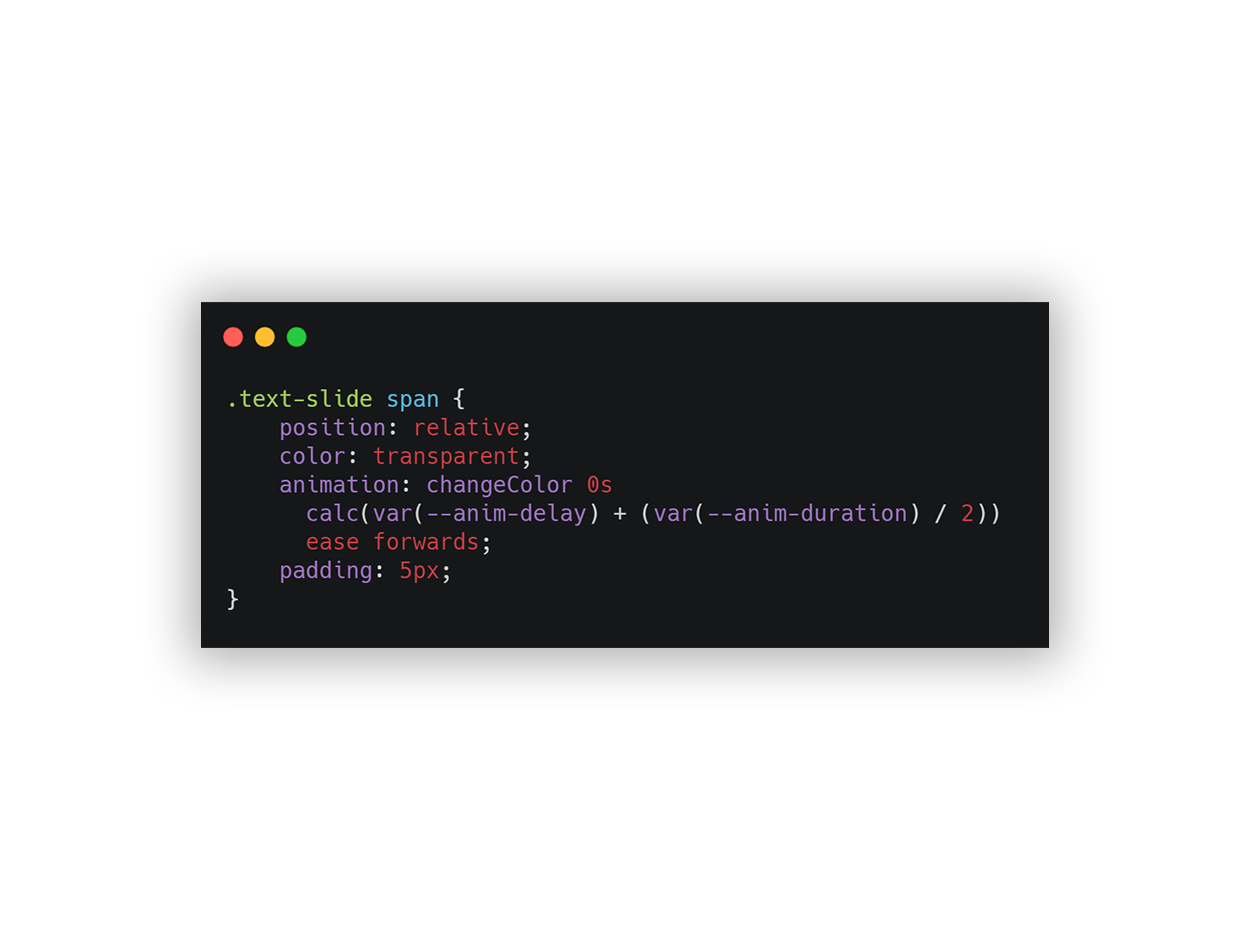 .text-slide span {
    position: relative;
    color: transparent;
    animation: changeColor 0s
      calc(var(--anim-delay) + (var(--anim-duration) / 2))
      ease forwards;
    padding: 5px;
}